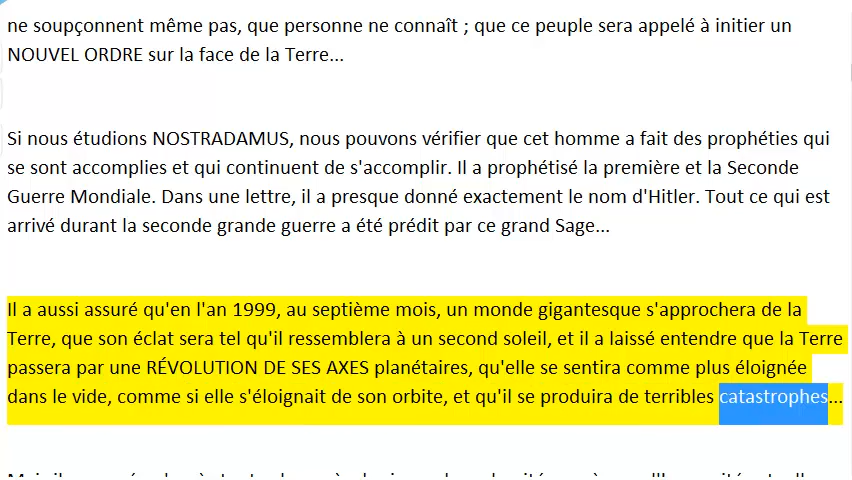 ne soupçonnent même pas, que personne ne connaît ; que ce peuple sera appelé à initier un
NOUVEL ORDRE sur la face de la Terre...
Si nous étudions NOSTRADAMUS, nous pouvons vérifier que cet homme a fait des prophéties qui
se sont accomplies et qui continuent de s'accomplir. Il a prophétisé la première et la Seconde
Guerre Mondiale. Dans une lettre, il a presque donné exactement le nom d'Hitler. Tout ce qui est
arrivé durant la seconde grande guerre a été prédit par ce grand Sage...
Il a aussi assuré qu'en l'an 1999, au septième mois, un monde gigantesque s'approchera de la
Terre, que son éclat sera tel qu'il ressemblera à un second soleil, et il a laissé entendre que la Terre
passera par une RÉVOLUTION DE SES AXES planétaires, qu'elle se sentira comme plus éloignée
dans le vide, comme si elle s'éloignait de son orbite, et qu'il se produira de terribles catastrophes...